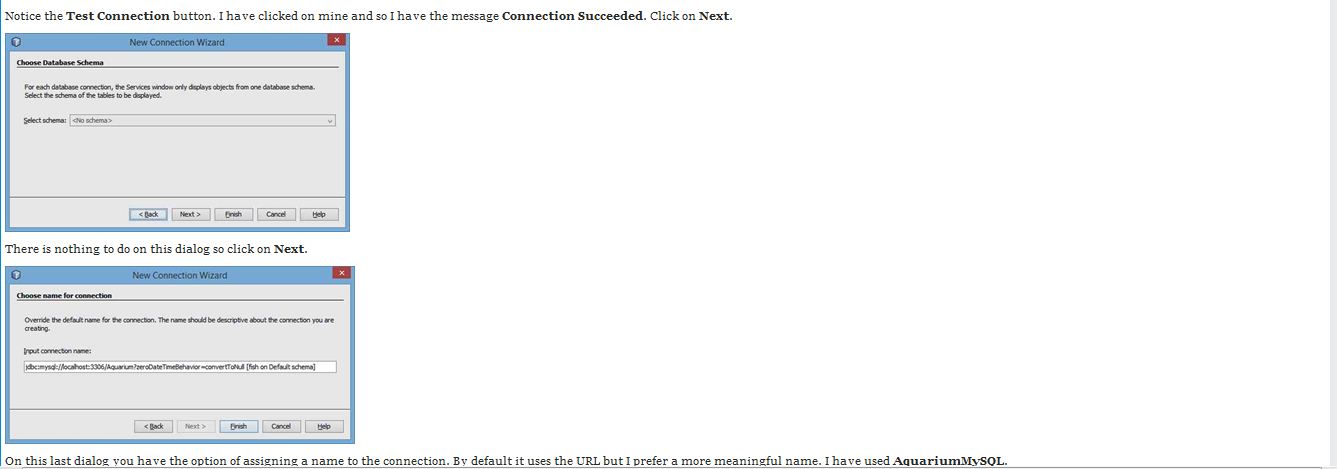 Notice the Test Connection button. I have clicked on mine and so I have the message Connection Succeeded. Click on Next.
New Connection Wizard
Choose Database Schema
For each database connection, the Services window only displays objects from one database schema.
Select the schema of the tables to be displayed.
Select schema: <No schema>
< Back Next > Finish Cancel Help
There is nothing to do on this dialog so click on Next.
New Connection Wizard
Choose name for connection
Override the default name for the connection. The name should be descriptive about the connection you are
creating.
Input connection name:
jdbc:mysql://localhost:3306/Aquarium?zeroDateTimeBehavior=convertToNull [fish on Default schema]
< Back Next > Finish Cancel Help
On this last dialog you have the option of assigning a name to the connection. By default it uses the URL but I prefer a more meaningful name. I have used AquariumMySQL.